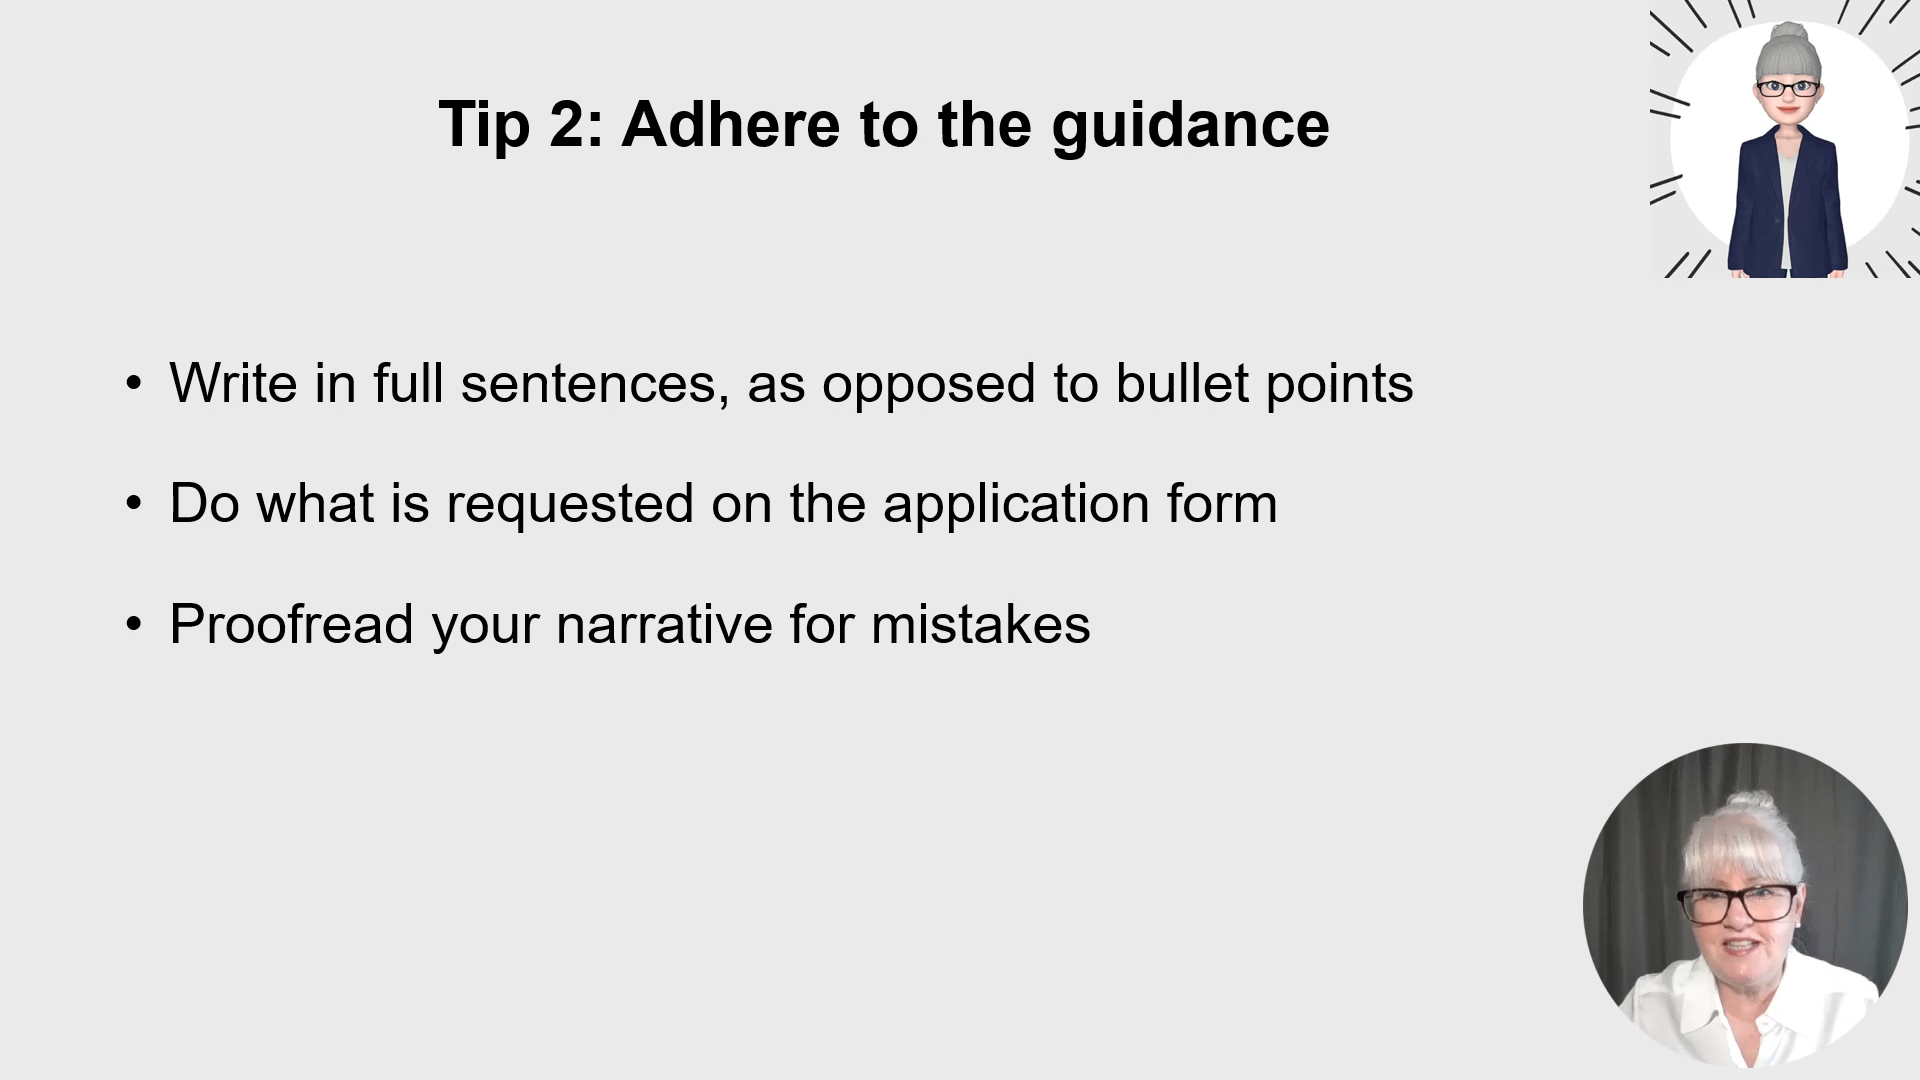 Tip 2: Adhere to the guidance
• Write in full sentences, as opposed to bullet points
• Do what is requested on the application form
• Proofread your narrative for mistakes